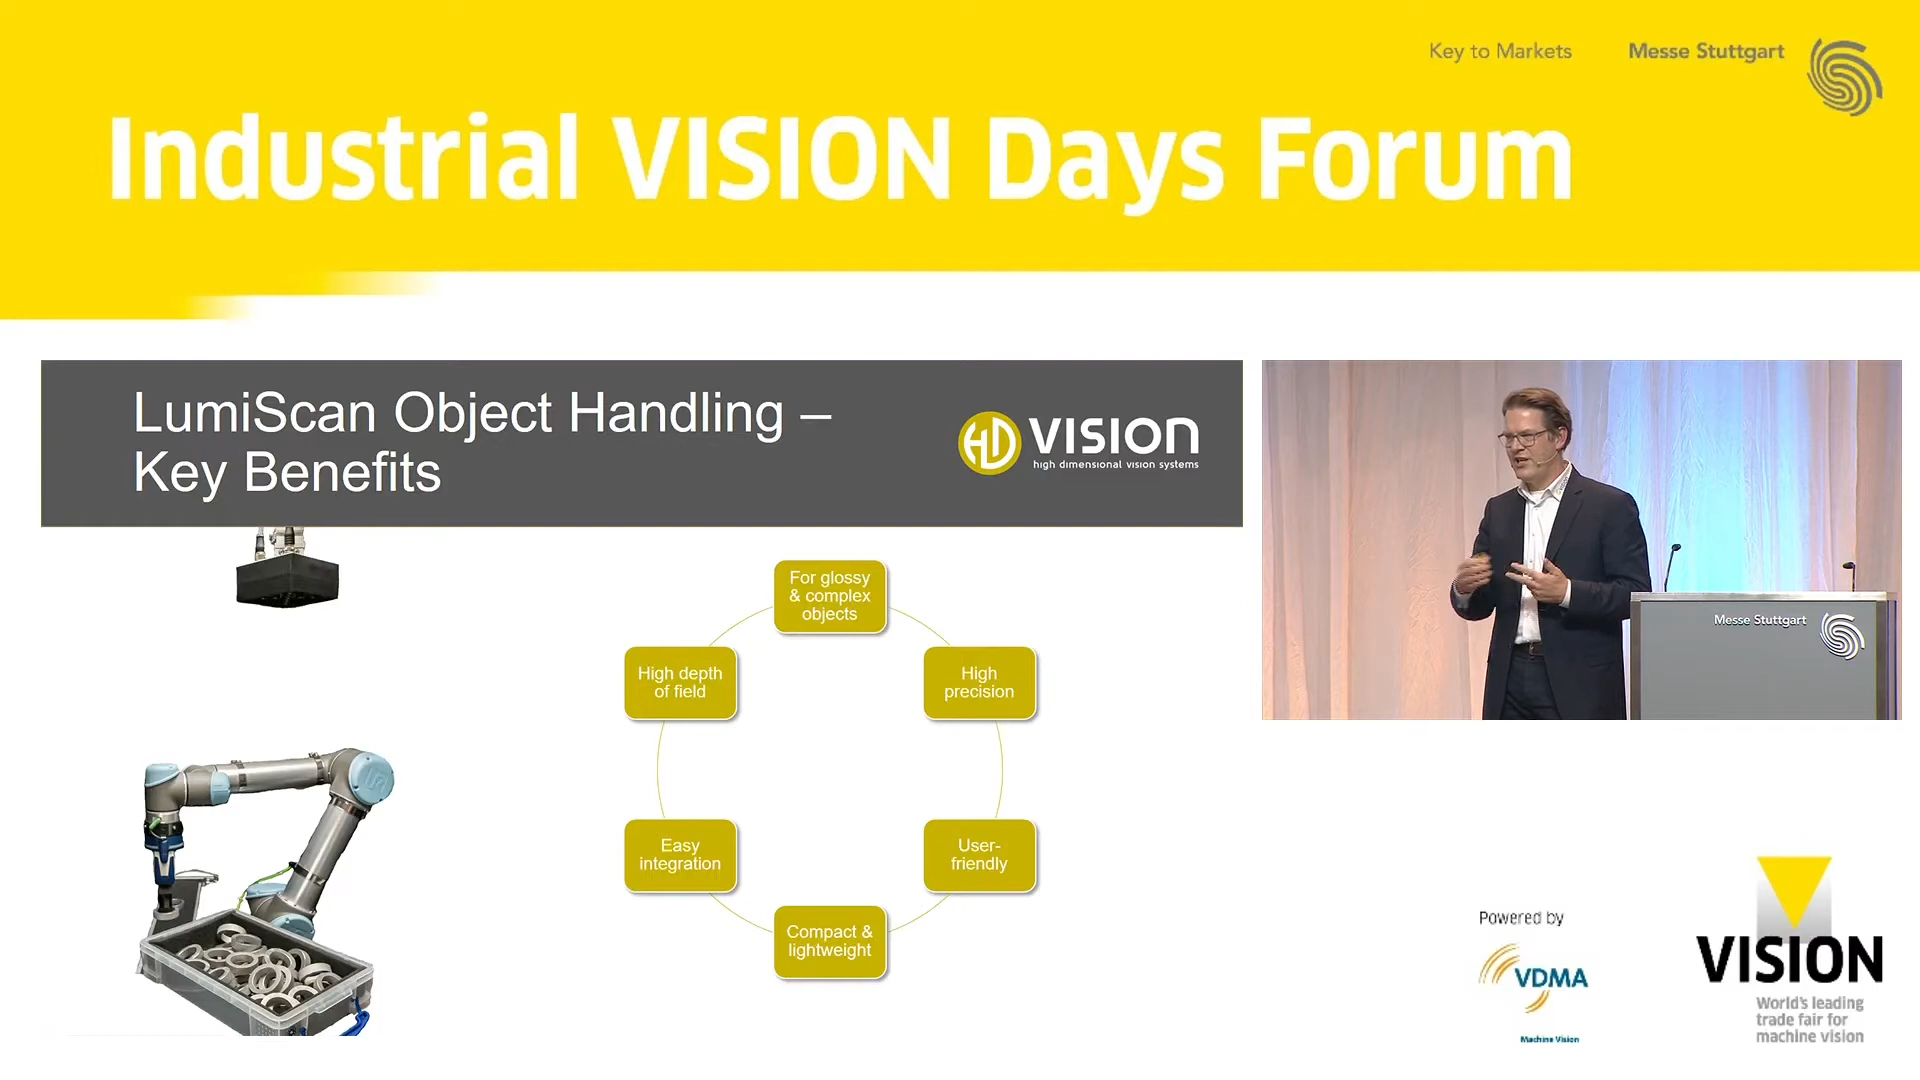 Key to Markets
Messe Stuttgart
Industrial VISION Days Forum
LumiScan Object Handling –
Key Benefits
HD VISION
high dimensional vision systems
For glossy
& complex
objects
High depth
of field
High
precision
Easy
integration
User-
friendly
Compact &
lightweight
Messe Stuttgart
Powered by
VDMA
Machine Vision
VISION
World's leading
trade fair for
machine vision